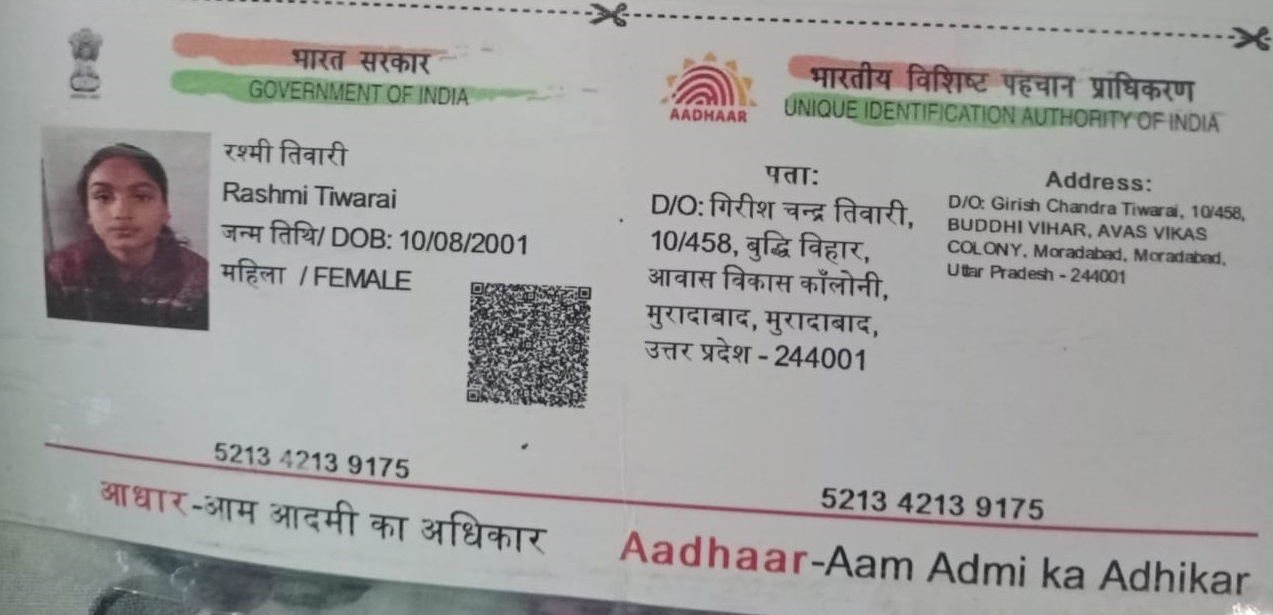 भारत सरकार
GOVERNMENT OF INDIA
रश्मी तिवारी
Rashmi Tiwarai
जन्म तिथि/ DOB: 10/08/2001
महिला / FEMALE
5213 4213 9175
आधार-आम आदमी का अधिकार
भारतीय विशिष्ट पहचान प्राधिकरण
UNIQUE IDENTIFICATION AUTHORITY OF INDIA
AADHAAR
पता:
D/O: गिरीश चन्द्र तिवारी,
10/458, बुद्धि विहार,
आवास विकास काँलोनी,
मुरादाबाद, मुरादाबाद,
उत्तर प्रदेश - 244001
Address:
D/O: Girish Chandra Tiwarai, 10/458,
BUDDHI VIHAR, AVAS VIKAS
COLONY, Moradabad, Moradabad,
Uttar Pradesh - 244001
5213 4213 9175
Aadhaar-Aam Admi ka Adhikar